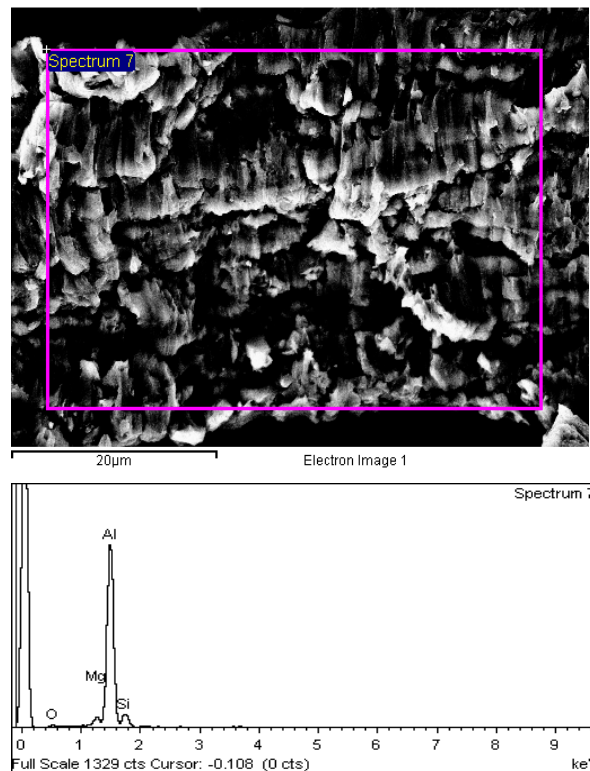 Spectrum 7
20µm
Electron Image 1
Spectrum 7
Al
Mg
Si
O
0 1 2 3 4 5 6 7 8 9
Full Scale 1329 cts Cursor: -0.108 (0 cts)
keV